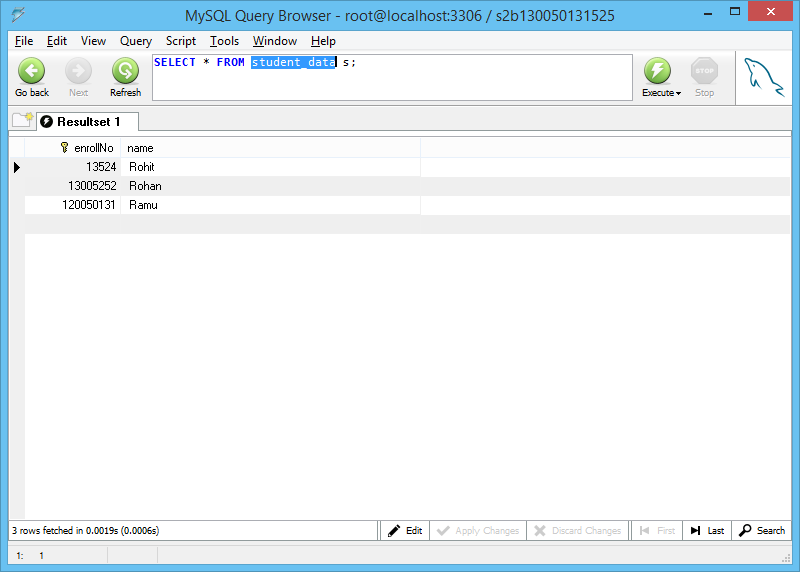 MySQL Query Browser - root@localhost:3306 / s2b130050131525
File Edit View Query Script Tools Window Help
SELECT * FROM student_data s;
Go back Next Refresh Execute STOP Stop
Resultset 1
enrollNo name
13524 Rohit
13005252 Rohan
120050131 Ramu
3 rows fetched in 0.0019s (0.0006s) Edit Apply Changes Discard Changes First Last Search
1: 1